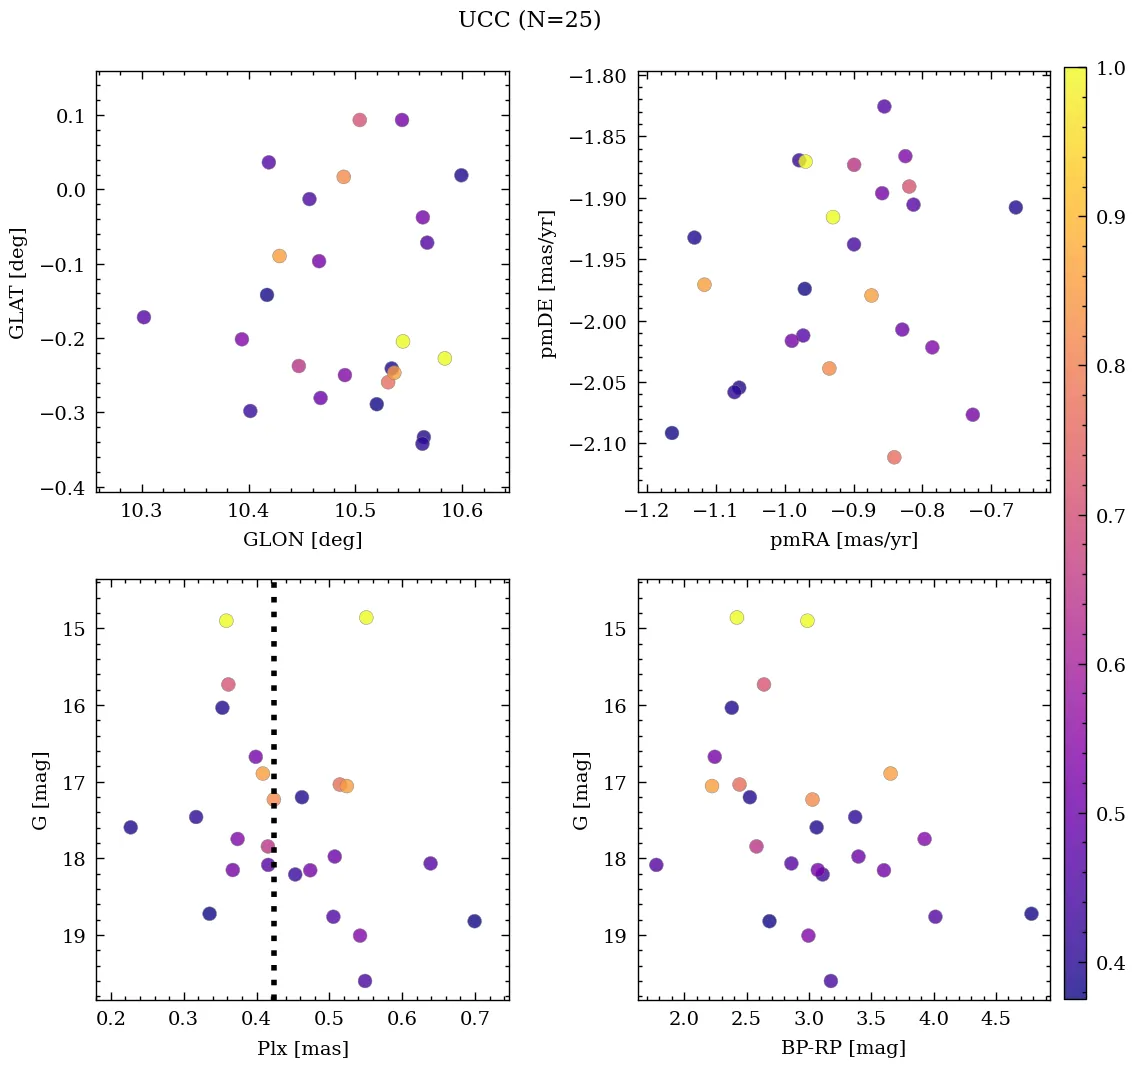 UCC (N=25)
0.1
0.0
−0.1
−0.2
−0.3
−0.4
GLAT [deg]
10.3 10.4 10.5 10.6
GLON [deg]
−1.80
−1.85
−1.90
−1.95
−2.00
−2.05
−2.10
pmDE [mas/yr]
−1.2 −1.1 −1.0 −0.9 −0.8 −0.7
pmRA [mas/yr]
15
16
17
18
19
G [mag]
0.2 0.3 0.4 0.5 0.6 0.7
Plx [mas]
15
16
17
18
19
G [mag]
2.0 2.5 3.0 3.5 4.0 4.5
BP-RP [mag]
1.0
0.9
0.8
0.7
0.6
0.5
0.4